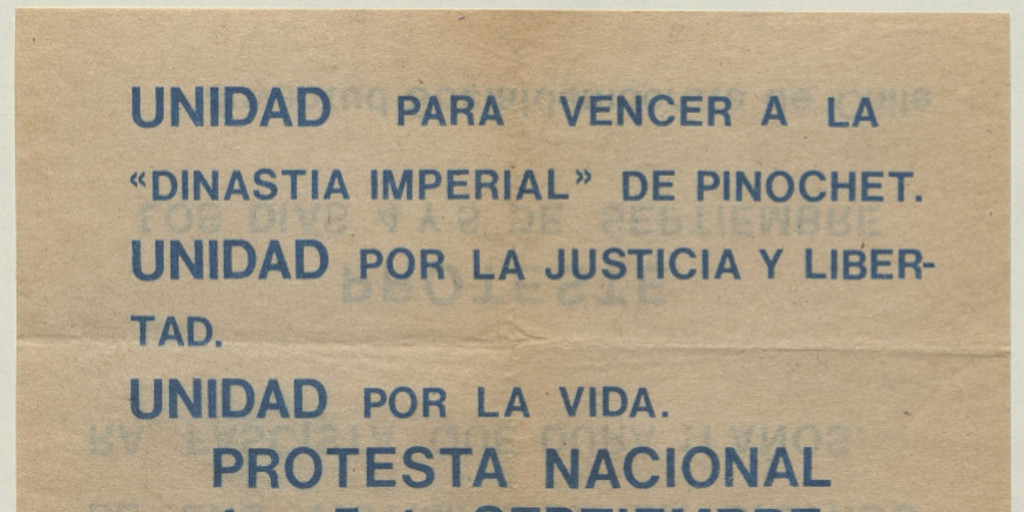 UNIDAD PARA VENCER A LA
“DINASTIA IMPERIAL” DE PINOCHET.
UNIDAD POR LA JUSTICIA Y LIBER-
TAD.
UNIDAD POR LA VIDA.
PROTESTA NACIONAL